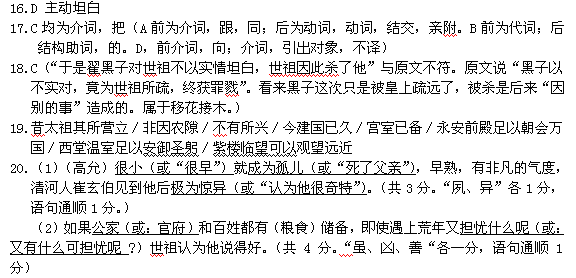 16.D 主动坦白
17.C均为介词，把（A前为介词，跟，同；后为动词，动词，结交，亲附。B前为代词；后
结构助词，的。D，前介词，向；介词，引出对象，不译）
18.C（“于是翟黑子对世祖不以实情坦白，世祖因此杀了他”与原文不符。原文说“黑子以
不实对，竟为世祖所疏，终获罪戮”。看来黑子这次只是被皇上疏远了，被杀是后来“因
别的事”造成的。属于移花接木。）
19.昔太祖其所营立/非因农隙/不有所兴/今建国已久/宫室已备/永安前殿足以朝会万
国/西堂温室足以安御圣躬/紫楼临望可以观望远近
20.（1）（高允）很小（或“很早”）就成为孤儿（或“死了父亲”），早熟，有非凡的气度，
清河人崔玄伯见到他后极为惊异（或“认为他很奇特”）。（共3分。“夙、异”各1分，
语句通顺1分。）
（2）如果公家（或：官府）和百姓都有（粮食）储备，即使遇上荒年又担忧什么呢（或：
又有什么可担忧呢？）世祖认为他说得好。（共 4 分。“虽、凶、善“各一分，语句通顺 1
分）